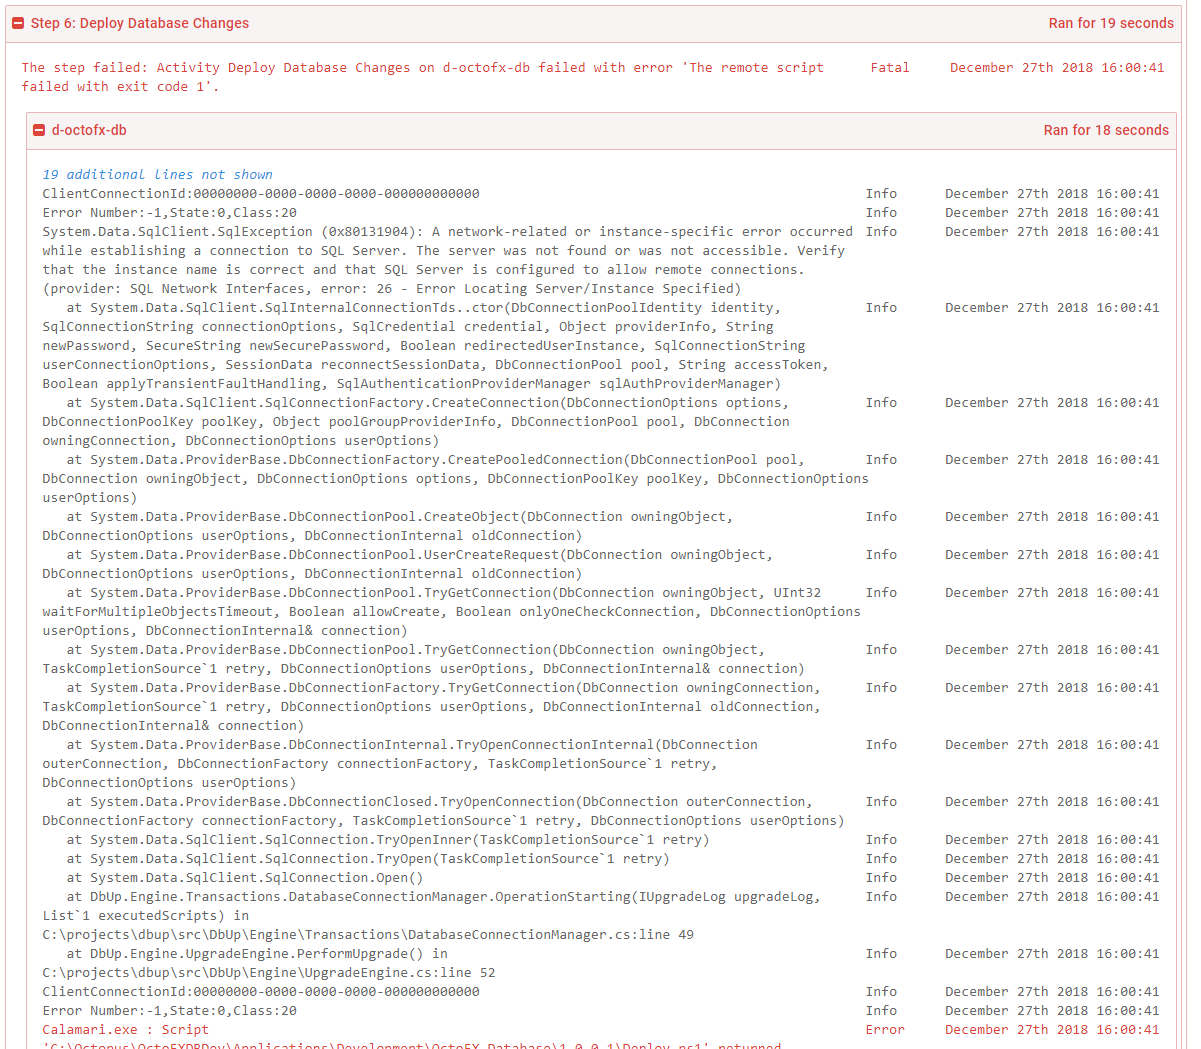 Step 6: Deploy Database Changes Ran for 19 seconds
The step failed: Activity Deploy Database Changes on d-octofx-db failed with error 'The remote script Fatal December 27th 2018 16:00:41
failed with exit code 1'.
d-octofx-db Ran for 18 seconds
19 additional lines not shown
ClientConnectionId:00000000-0000-0000-0000-000000000000 Info December 27th 2018 16:00:41
Error Number:-1,State:0,Class:20 Info December 27th 2018 16:00:41
System.Data.SqlClient.SqlException (0x80131904): A network-related or instance-specific error occurred Info December 27th 2018 16:00:41
while establishing a connection to SQL Server. The server was not found or was not accessible. Verify
that the instance name is correct and that SQL Server is configured to allow remote connections.
(provider: SQL Network Interfaces, error: 26 - Error Locating Server/Instance Specified)
at System.Data.SqlClient.SqlInternalConnectionTds..ctor(DbConnectionPoolIdentity identity, Info December 27th 2018 16:00:41
SqlConnectionString connectionOptions, SqlCredential credential, Object providerInfo, String
newPassword, SecureString newSecurePassword, Boolean redirectedUserInstance, SqlConnectionString
userConnectionOptions, SessionData reconnectSessionData, DbConnectionPool pool, String accessToken,
Boolean applyTransientFaultHandling, SqlAuthenticationProviderManager sqlAuthProviderManager)
at System.Data.SqlClient.SqlConnectionFactory.CreateConnection(DbConnectionOptions options, Info December 27th 2018 16:00:41
DbConnectionPoolKey poolKey, Object poolGroupProviderInfo, DbConnectionPool pool, DbConnection
owningConnection, DbConnectionOptions userOptions)
at System.Data.ProviderBase.DbConnectionFactory.CreatePooledConnection(DbConnectionPool pool, Info December 27th 2018 16:00:41
DbConnection owningObject, DbConnectionOptions options, DbConnectionPoolKey poolKey, DbConnectionOptions
userOptions)
at System.Data.ProviderBase.DbConnectionPool.CreateObject(DbConnection owningObject, Info December 27th 2018 16:00:41
DbConnectionOptions userOptions, DbConnectionInternal oldConnection)
at System.Data.ProviderBase.DbConnectionPool.UserCreateRequest(DbConnection owningObject, Info December 27th 2018 16:00:41
DbConnectionOptions userOptions, DbConnectionInternal oldConnection)
at System.Data.ProviderBase.DbConnectionPool.TryGetConnection(DbConnection owningObject, UInt32 Info December 27th 2018 16:00:41
waitForMultipleObjectsTimeout, Boolean allowCreate, Boolean onlyOneCheckConnection, DbConnectionOptions
userOptions, DbConnectionInternal& connection)
at System.Data.ProviderBase.DbConnectionPool.TryGetConnection(DbConnection owningObject, Info December 27th 2018 16:00:41
TaskCompletionSource`1 retry, DbConnectionOptions userOptions, DbConnectionInternal& connection)
at System.Data.ProviderBase.DbConnectionFactory.TryGetConnection(DbConnection owningConnection, Info December 27th 2018 16:00:41
TaskCompletionSource`1 retry, DbConnectionOptions userOptions, DbConnectionInternal oldConnection,
DbConnectionInternal& connection)
at System.Data.ProviderBase.DbConnectionInternal.TryOpenConnectionInternal(DbConnection Info December 27th 2018 16:00:41
outerConnection, DbConnectionFactory connectionFactory, TaskCompletionSource`1 retry,
DbConnectionOptions userOptions)
at System.Data.ProviderBase.DbConnectionClosed.TryOpenConnection(DbConnection outerConnection, Info December 27th 2018 16:00:41
DbConnectionFactory connectionFactory, TaskCompletionSource`1 retry, DbConnectionOptions userOptions)
at System.Data.SqlClient.SqlConnection.TryOpenInner(TaskCompletionSource`1 retry) Info December 27th 2018 16:00:41
at System.Data.SqlClient.SqlConnection.TryOpen(TaskCompletionSource`1 retry) Info December 27th 2018 16:00:41
at System.Data.SqlClient.SqlConnection.Open() Info December 27th 2018 16:00:41
at DbUp.Engine.Transactions.DatabaseConnectionManager.OperationStarting(IUpgradeLog upgradeLog, Info December 27th 2018 16:00:41
List`1 executedScripts) in
C:\projects\dbup\src\DbUp\Engine\Transactions\DatabaseConnectionManager.cs:line 49
at DbUp.Engine.UpgradeEngine.PerformUpgrade() in Info December 27th 2018 16:00:41
C:\projects\dbup\src\DbUp\Engine\UpgradeEngine.cs:line 52
ClientConnectionId:00000000-0000-0000-0000-000000000000 Info December 27th 2018 16:00:41
Error Number:-1,State:0,Class:20 Info December 27th 2018 16:00:41
Calamari.exe : Script Error December 27th 2018 16:00:41
'C:\Octopus\OctoFXDBDev\Applications\Development\OctoFX.Database\1.0.0.1\Deploy.ps1' returned